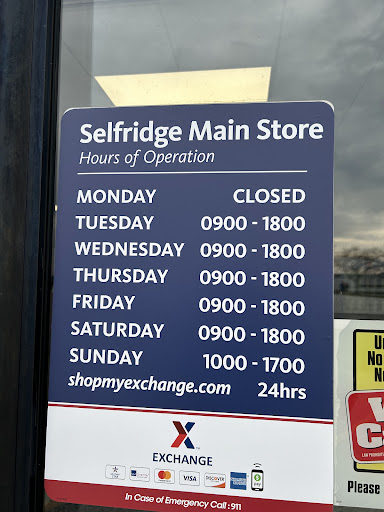 Selfridge Main Store
Hours of Operation
MONDAY CLOSED
TUESDAY 0900 - 1800
WEDNESDAY 0900 - 1800
THURSDAY 0900 - 1800
FRIDAY 0900 - 1800
SATURDAY 0900 - 1800
SUNDAY 1000 - 1700
shopmyexchange.com 24hrs
X
EXCHANGE
VISA DISCOVER
In Case of Emergency Call : 911
No
Please